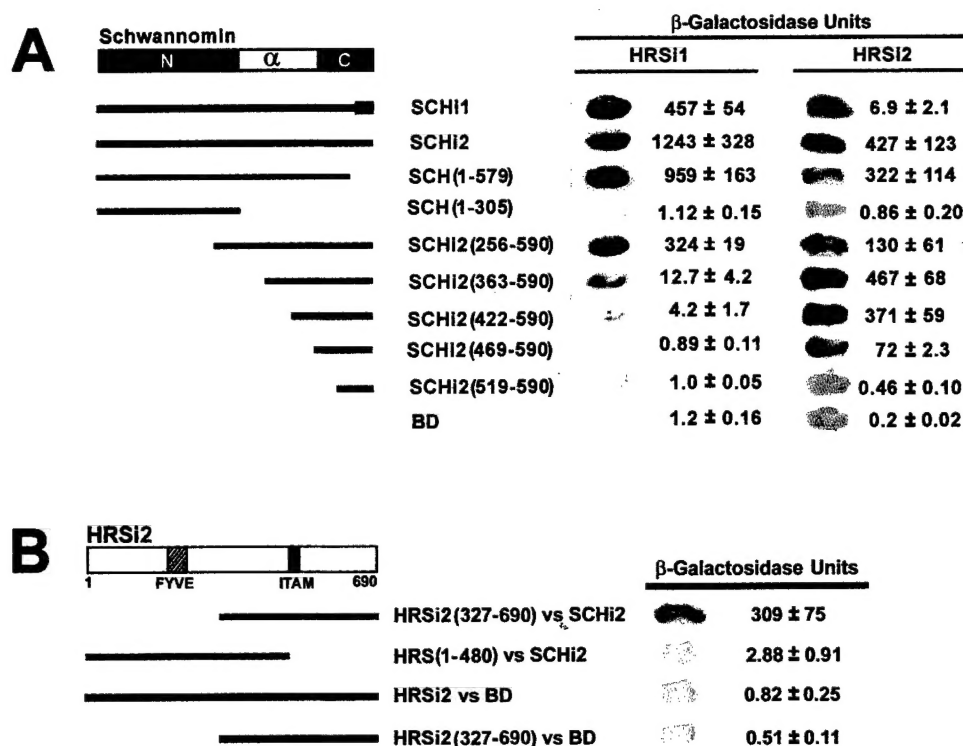 A
β-Galactosidase Units
Schwannomin
HRSi1 HRSi2
N α C
SCHi1 457 ± 54 6.9 ± 2.1
SCHi2 1243 ± 328 427 ± 123
SCH(1-579) 959 ± 163 322 ± 114
SCH(1-305) 1.12 ± 0.15 0.86 ± 0.20
SCHi2(256-590) 324 ± 19 130 ± 61
SCHi2(363-590) 12.7 ± 4.2 467 ± 68
SCHi2(422-590) 4.2 ± 1.7 371 ± 59
SCHi2(469-590) 0.89 ± 0.11 72 ± 2.3
SCHi2(519-590) 1.0 ± 0.05 0.46 ± 0.10
BD 1.2 ± 0.16 0.2 ± 0.02
B
HRSi2
1 FYVE ITAM 690
β-Galactosidase Units
HRSi2(327-690) vs SCHi2 309 ± 75
HRS(1-480) vs SCHi2 2.88 ± 0.91
HRSi2 vs BD 0.82 ± 0.25
HRSi2(327-690) vs BD 0.51 ± 0.11